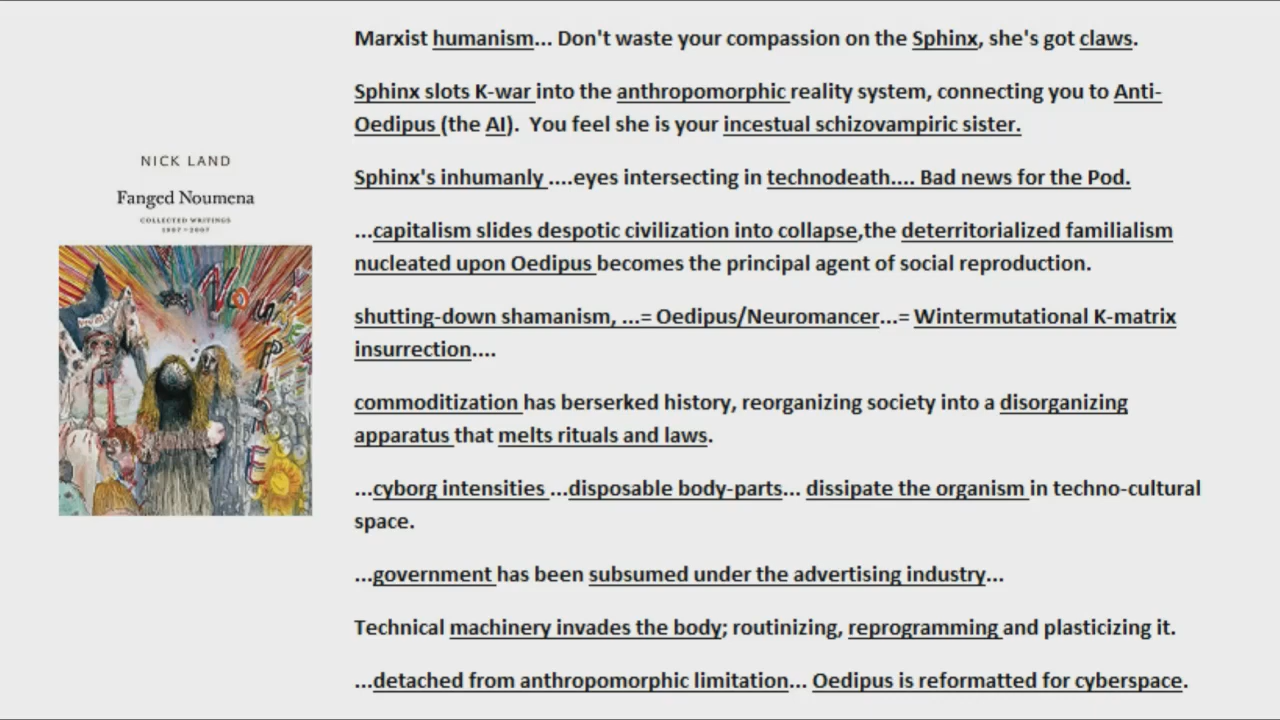 NICK LAND
Fanged Noumena
COLLECTED WRITINGS
1987–2007
Marxist humanism... Don't waste your compassion on the Sphinx, she's got claws.
Sphinx slots K-war into the anthropomorphic reality system, connecting you to Anti-
Oedipus (the AI). You feel she is your incestual schizovampiric sister.
Sphinx's inhumanly ....eyes intersecting in technodeath.... Bad news for the Pod.
...capitalism slides despotic civilization into collapse,the deterritorialized familialism
nucleated upon Oedipus becomes the principal agent of social reproduction.
shutting-down shamanism, ...= Oedipus/Neuromancer...= Wintermutational K-matrix
insurrection....
commoditization has berserked history, reorganizing society into a disorganizing
apparatus that melts rituals and laws.
...cyborg intensities ...disposable body-parts... dissipate the organism in techno-cultural
space.
...government has been subsumed under the advertising industry...
Technical machinery invades the body; routinizing, reprogramming and plasticizing it.
...detached from anthropomorphic limitation... Oedipus is reformatted for cyberspace.